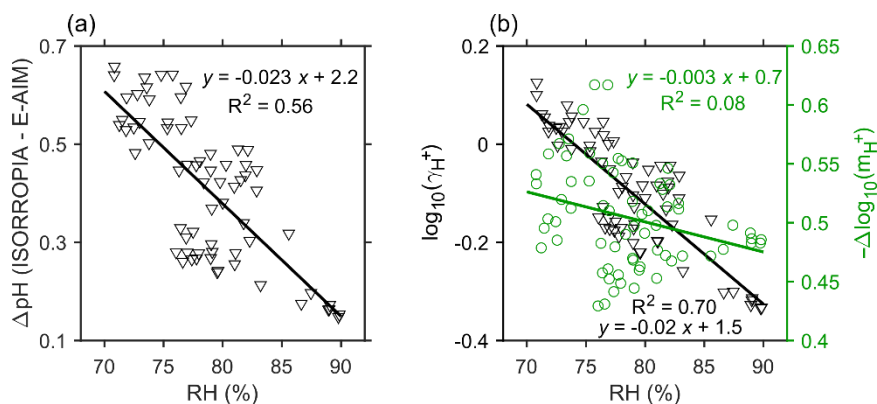 (a)
0.7
0.5
0.3
0.1
ΔpH (ISORROPIA - E-AIM)
y = -0.023 x + 2.2
R² = 0.56
70 75 80 85 90
RH (%)
(b)
0.2
0
-0.2
-0.4
log₁₀(γH⁺)
y = -0.003 x + 0.7
R² = 0.08
R² = 0.70
y = -0.02 x + 1.5
0.65
0.6
0.55
0.5
0.45
0.4
-Δlog₁₀(mH⁺)
70 75 80 85 90
RH (%)